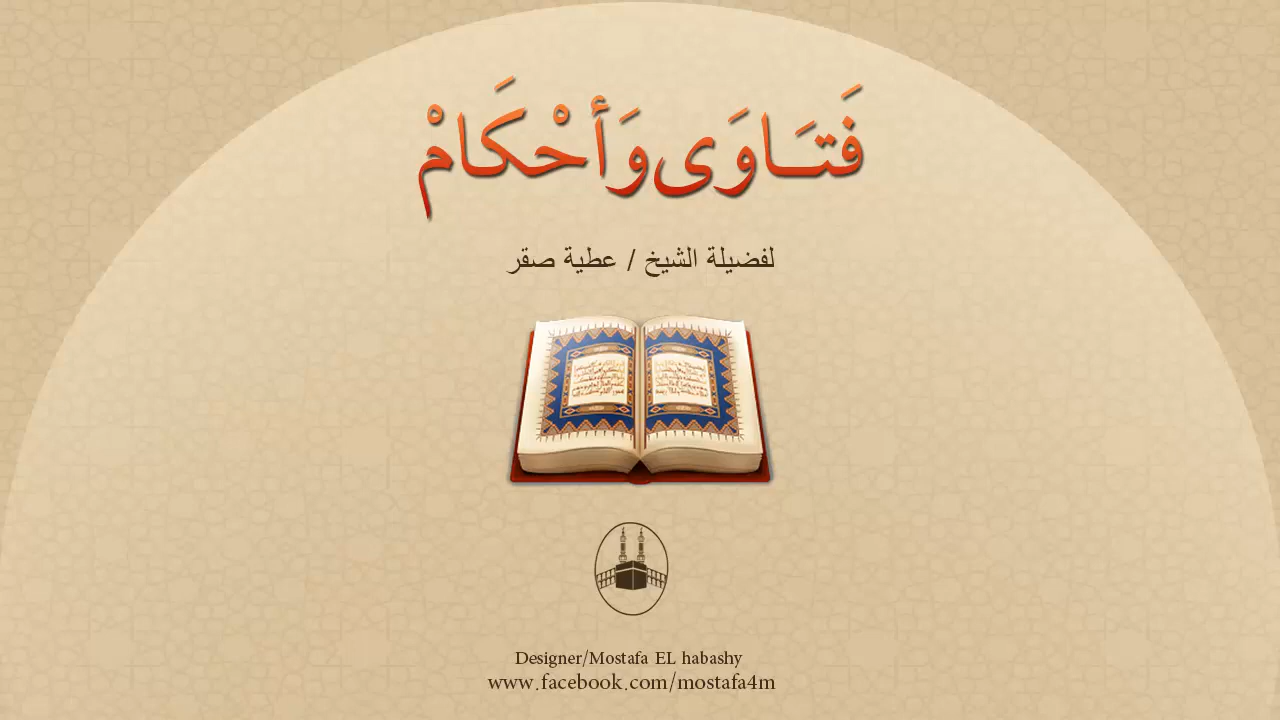 فَتَاوَى وَأَحْكَامْ
لفضيلة الشيخ / عطية صقر
Designer/Mostafa EL habashy
www.facebook.com/mostafa4m